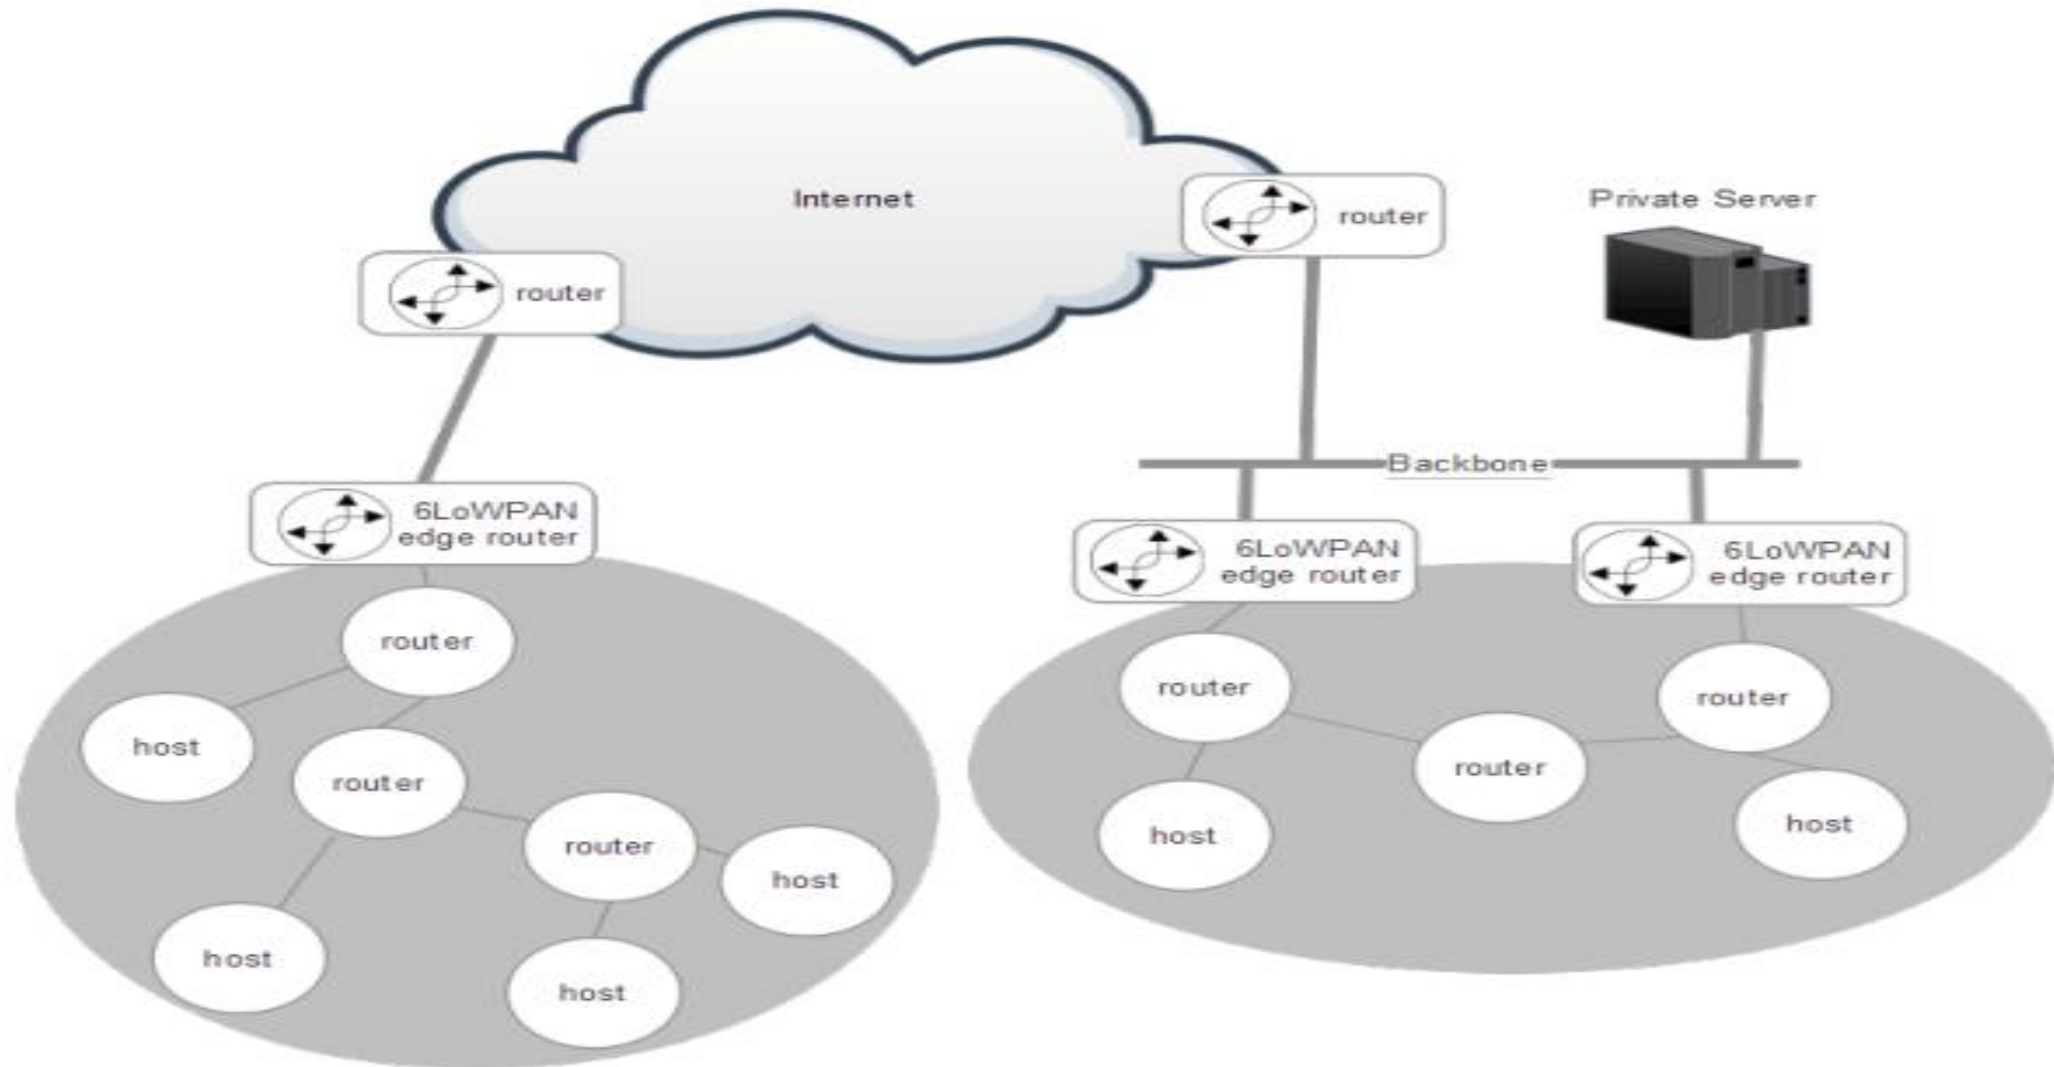 Internet
router
Private Server
router
Backbone
6LoWPAN
edge router
6LoWPAN
edge router
6LoWPAN
edge router
router
host
router
router
host
host
host
router
router
router
host
host